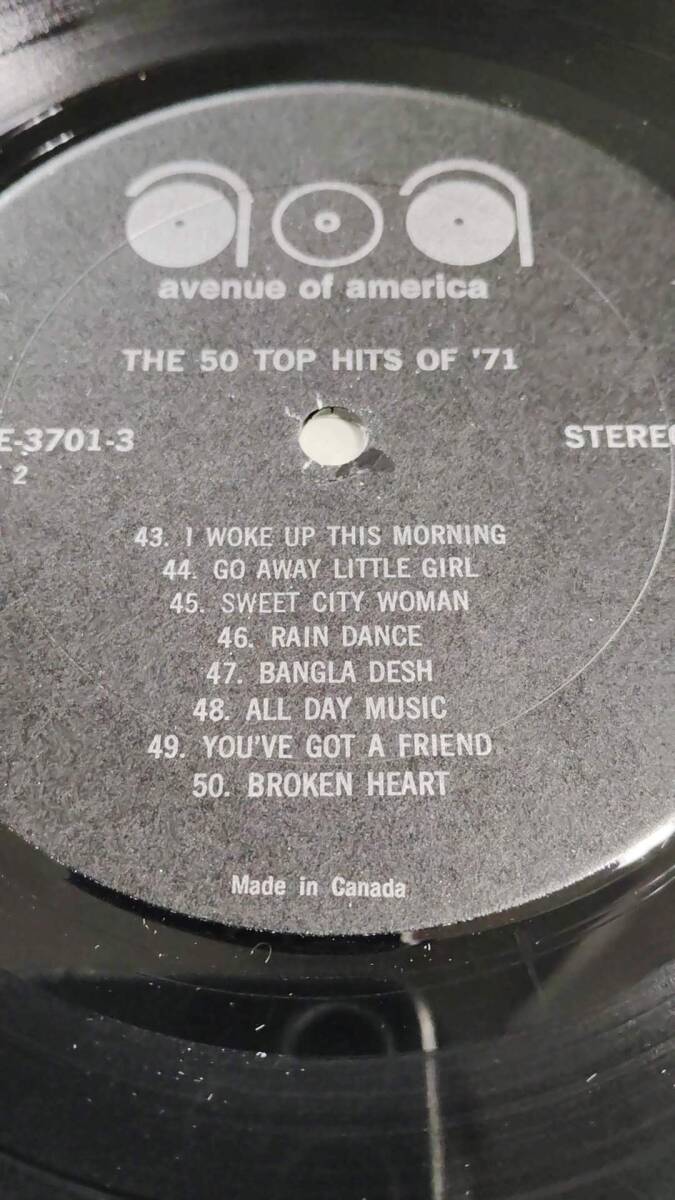 aoa
avenue of america
THE 50 TOP HITS OF '71
E-3701-3
STEREO
2
43. I WOKE UP THIS MORNING
44. GO AWAY LITTLE GIRL
45. SWEET CITY WOMAN
46. RAIN DANCE
47. BANGLA DESH
48. ALL DAY MUSIC
49. YOU'VE GOT A FRIEND
50. BROKEN HEART
Made in Canada